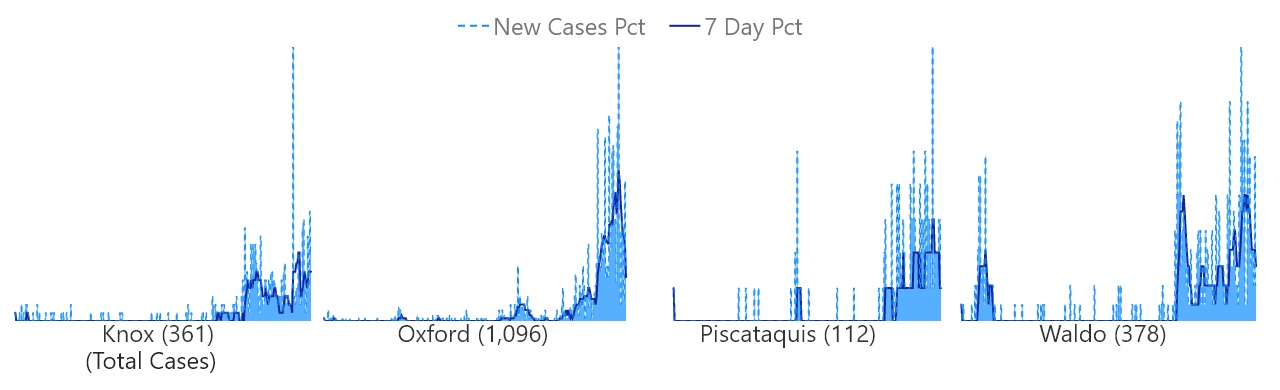 New Cases Pct 7 Day Pct
Knox (361) Oxford (1,096) Piscataquis (112) Waldo (378)
(Total Cases)